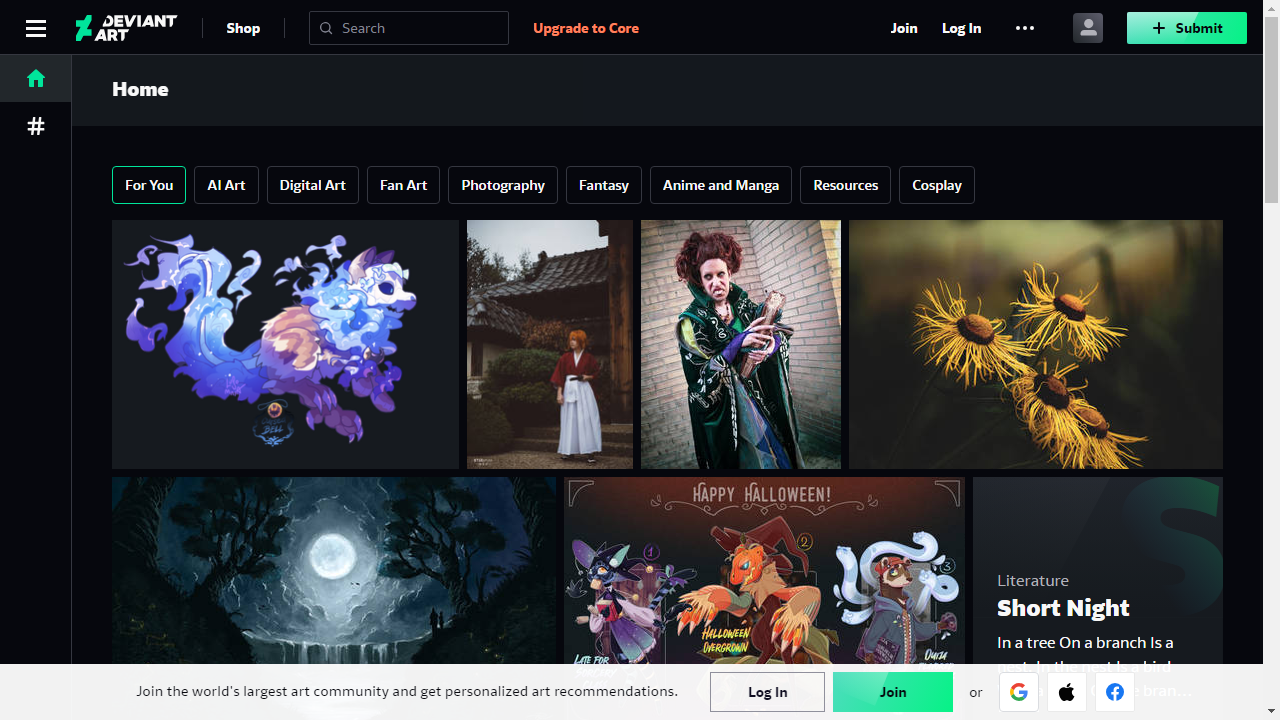 DEVIANT
ART
Shop
Search
Upgrade to Core
Join
Log In
Submit
Home
For You
AI Art
Digital Art
Fan Art
Photography
Fantasy
Anime and Manga
Resources
Cosplay
HAPPY HALLOWEEN!
1
2
3
LATE FOR
HALLOWEEN
OVERGROWN
OUIJA
Literature
Short Night
In a tree On a branch Is a
Join the world's largest art community and get personalized art recommendations.
Log In
Join
or